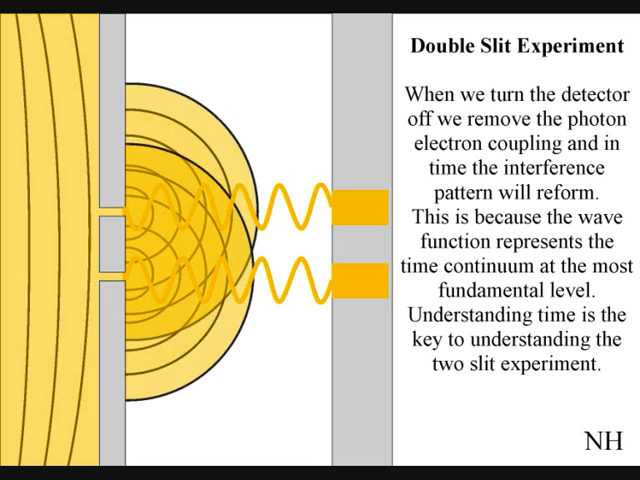 Double Slit Experiment
When we turn the detector
off we remove the photon
electron coupling and in
time the interference
pattern will reform.
This is because the wave
function represents the
time continuum at the most
fundamental level.
Understanding time is the
key to understanding the
two slit experiment.
NH